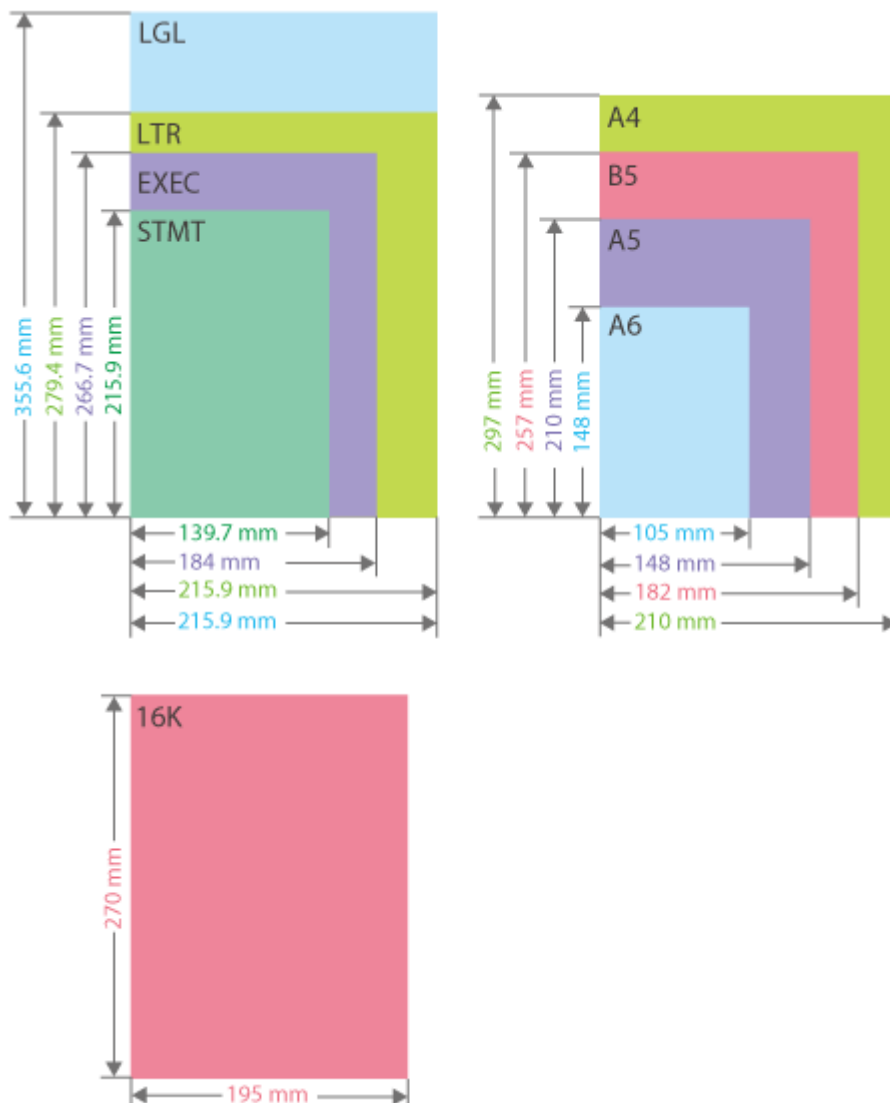 LGL
LTR
EXEC
STMT
355.6 mm
279.4 mm
266.7 mm
215.9 mm
139.7 mm
184 mm
215.9 mm
215.9 mm
A4
B5
A5
A6
297 mm
257 mm
210 mm
148 mm
105 mm
148 mm
182 mm
210 mm
16K
270 mm
195 mm